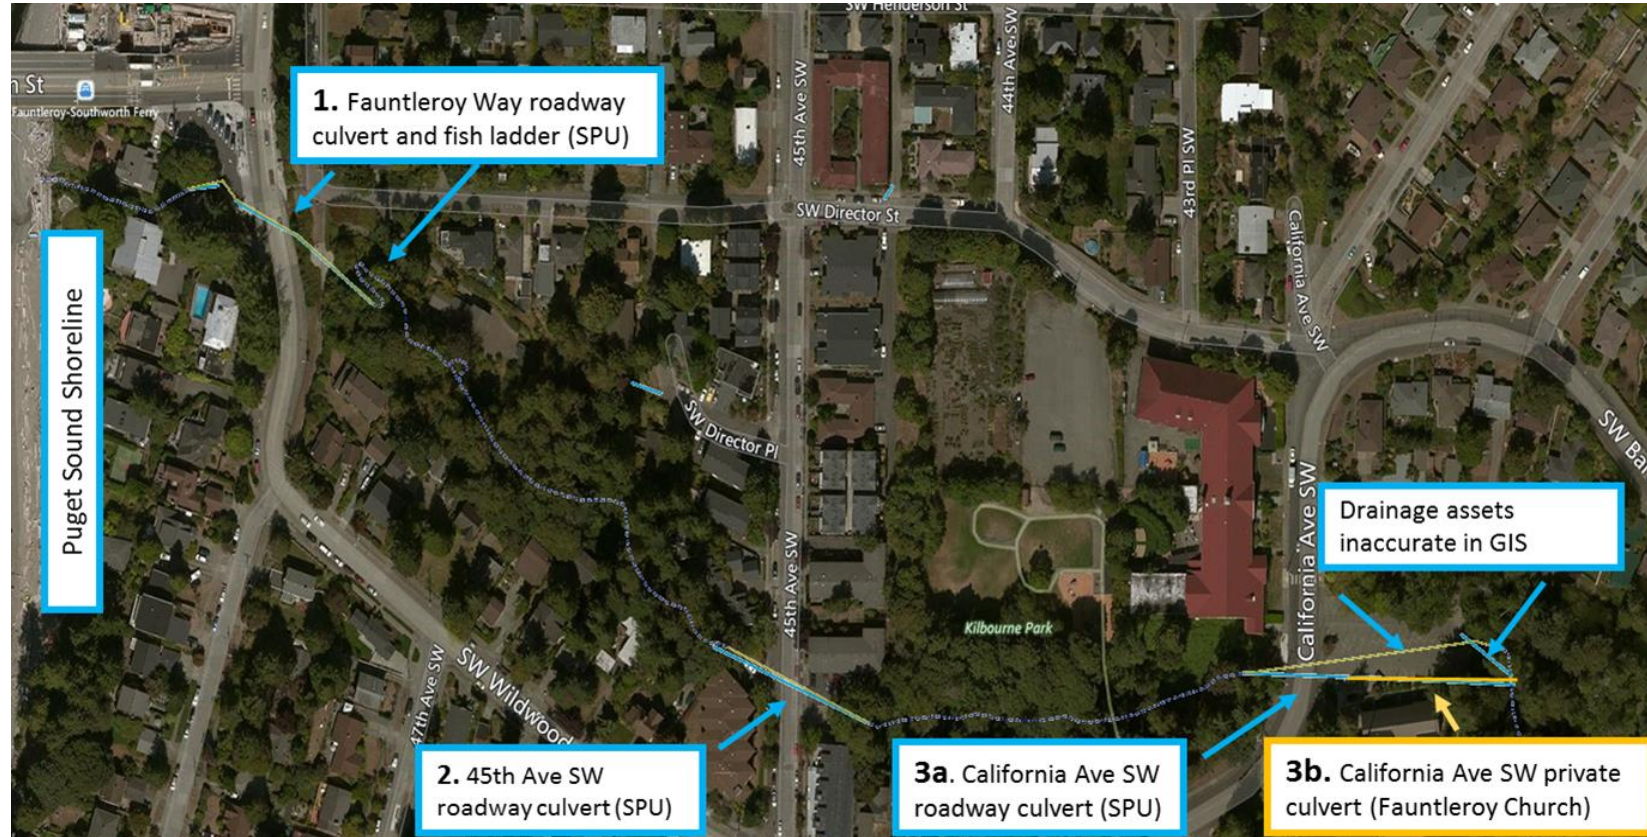 SW Henderson St
n St
Fauntleroy-Southworth Ferry
1. Fauntleroy Way roadway
culvert and fish ladder (SPU)
45th Ave SW
44th Ave SW
43rd Pl SW
SW Director St
California Ave SW
Puget Sound Shoreline
SW Director Pl
SW Ba
California Ave SW
Drainage assets
inaccurate in GIS
45th Ave SW
Kilbourne Park
47th Ave SW
SW Wildwood
2. 45th Ave SW
roadway culvert (SPU)
3a. California Ave SW
roadway culvert (SPU)
3b. California Ave SW private
culvert (Fauntleroy Church)